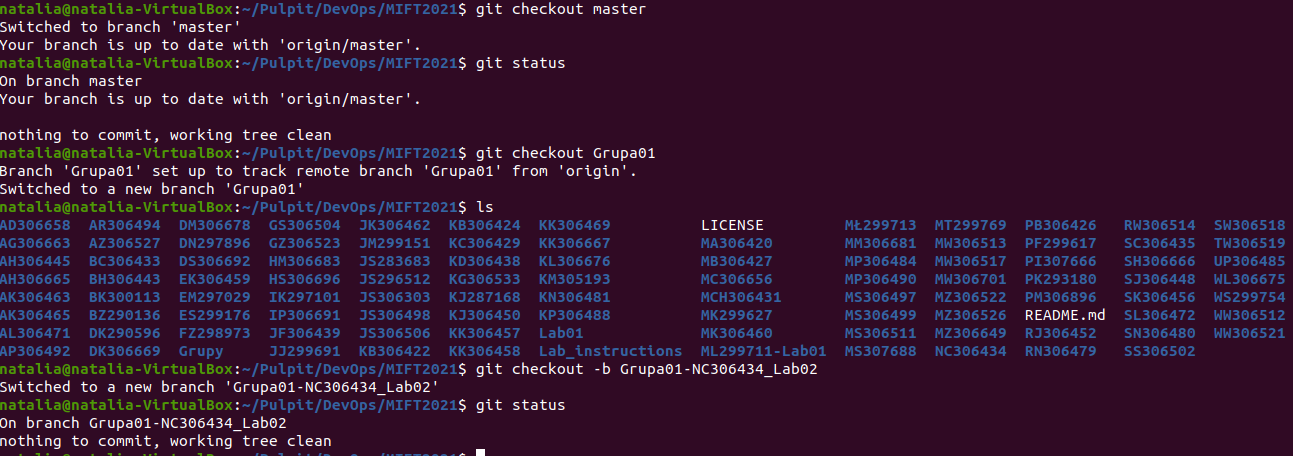 natalia@natalia-VirtualBox:~/Pulpit/DevOps/MIFT2021$ git checkout master
Switched to branch 'master'
Your branch is up to date with 'origin/master'.
natalia@natalia-VirtualBox:~/Pulpit/DevOps/MIFT2021$ git status
On branch master
Your branch is up to date with 'origin/master'.
nothing to commit, working tree clean
natalia@natalia-VirtualBox:~/Pulpit/DevOps/MIFT2021$ git checkout Grupa01
Branch 'Grupa01' set up to track remote branch 'Grupa01' from 'origin'.
Switched to a new branch 'Grupa01'
natalia@natalia-VirtualBox:~/Pulpit/DevOps/MIFT2021$ ls
AD306658 AR306494 DM306678 GS306504 JK306462 KB306424 KK306469 LICENSE MŁ299713 MT299769 PB306426 RW306514 SW306518
AG306663 AZ306527 DN297896 GZ306523 JM299151 KC306429 KK306667 MA306420 MM306681 MW306513 PF299617 SC306435 TW306519
AH306445 BC306433 DS306692 HM306683 JS283683 KD306438 KL306676 MB306427 MP306484 MW306517 PI307666 SH306666 UP306485
AH306665 BH306443 EK306459 HS306696 JS296512 KG306533 KM305193 MC306656 MP306490 MW306701 PK293180 SJ306448 WL306675
AK306463 BK300113 EM297029 IK297101 JS306303 KJ287168 KN306481 MCH306431 MS306497 MZ306522 PM306896 SK306456 WS299754
AK306465 BZ290136 ES299176 IP306691 JS306498 KJ306450 KP306488 MK299627 MS306499 MZ306526 README.md SL306472 WW306512
AL306471 DK290596 FZ298973 JF306439 JS306506 KK306457 Lab01 MK306460 MS306511 MZ306649 RJ306452 SN306480 WW306521
AP306492 DK306669 Grupy JJ299691 KB306422 KK306458 Lab_instructions ML299711-Lab01 MS307688 NC306434 RN306479 SS306502
natalia@natalia-VirtualBox:~/Pulpit/DevOps/MIFT2021$ git checkout -b Grupa01-NC306434_Lab02
Switched to a new branch 'Grupa01-NC306434_Lab02'
natalia@natalia-VirtualBox:~/Pulpit/DevOps/MIFT2021$ git status
On branch Grupa01-NC306434_Lab02
nothing to commit, working tree clean
natalia@natalia-VirtualBox:~/Pulpit/DevOps/MIFT2021$